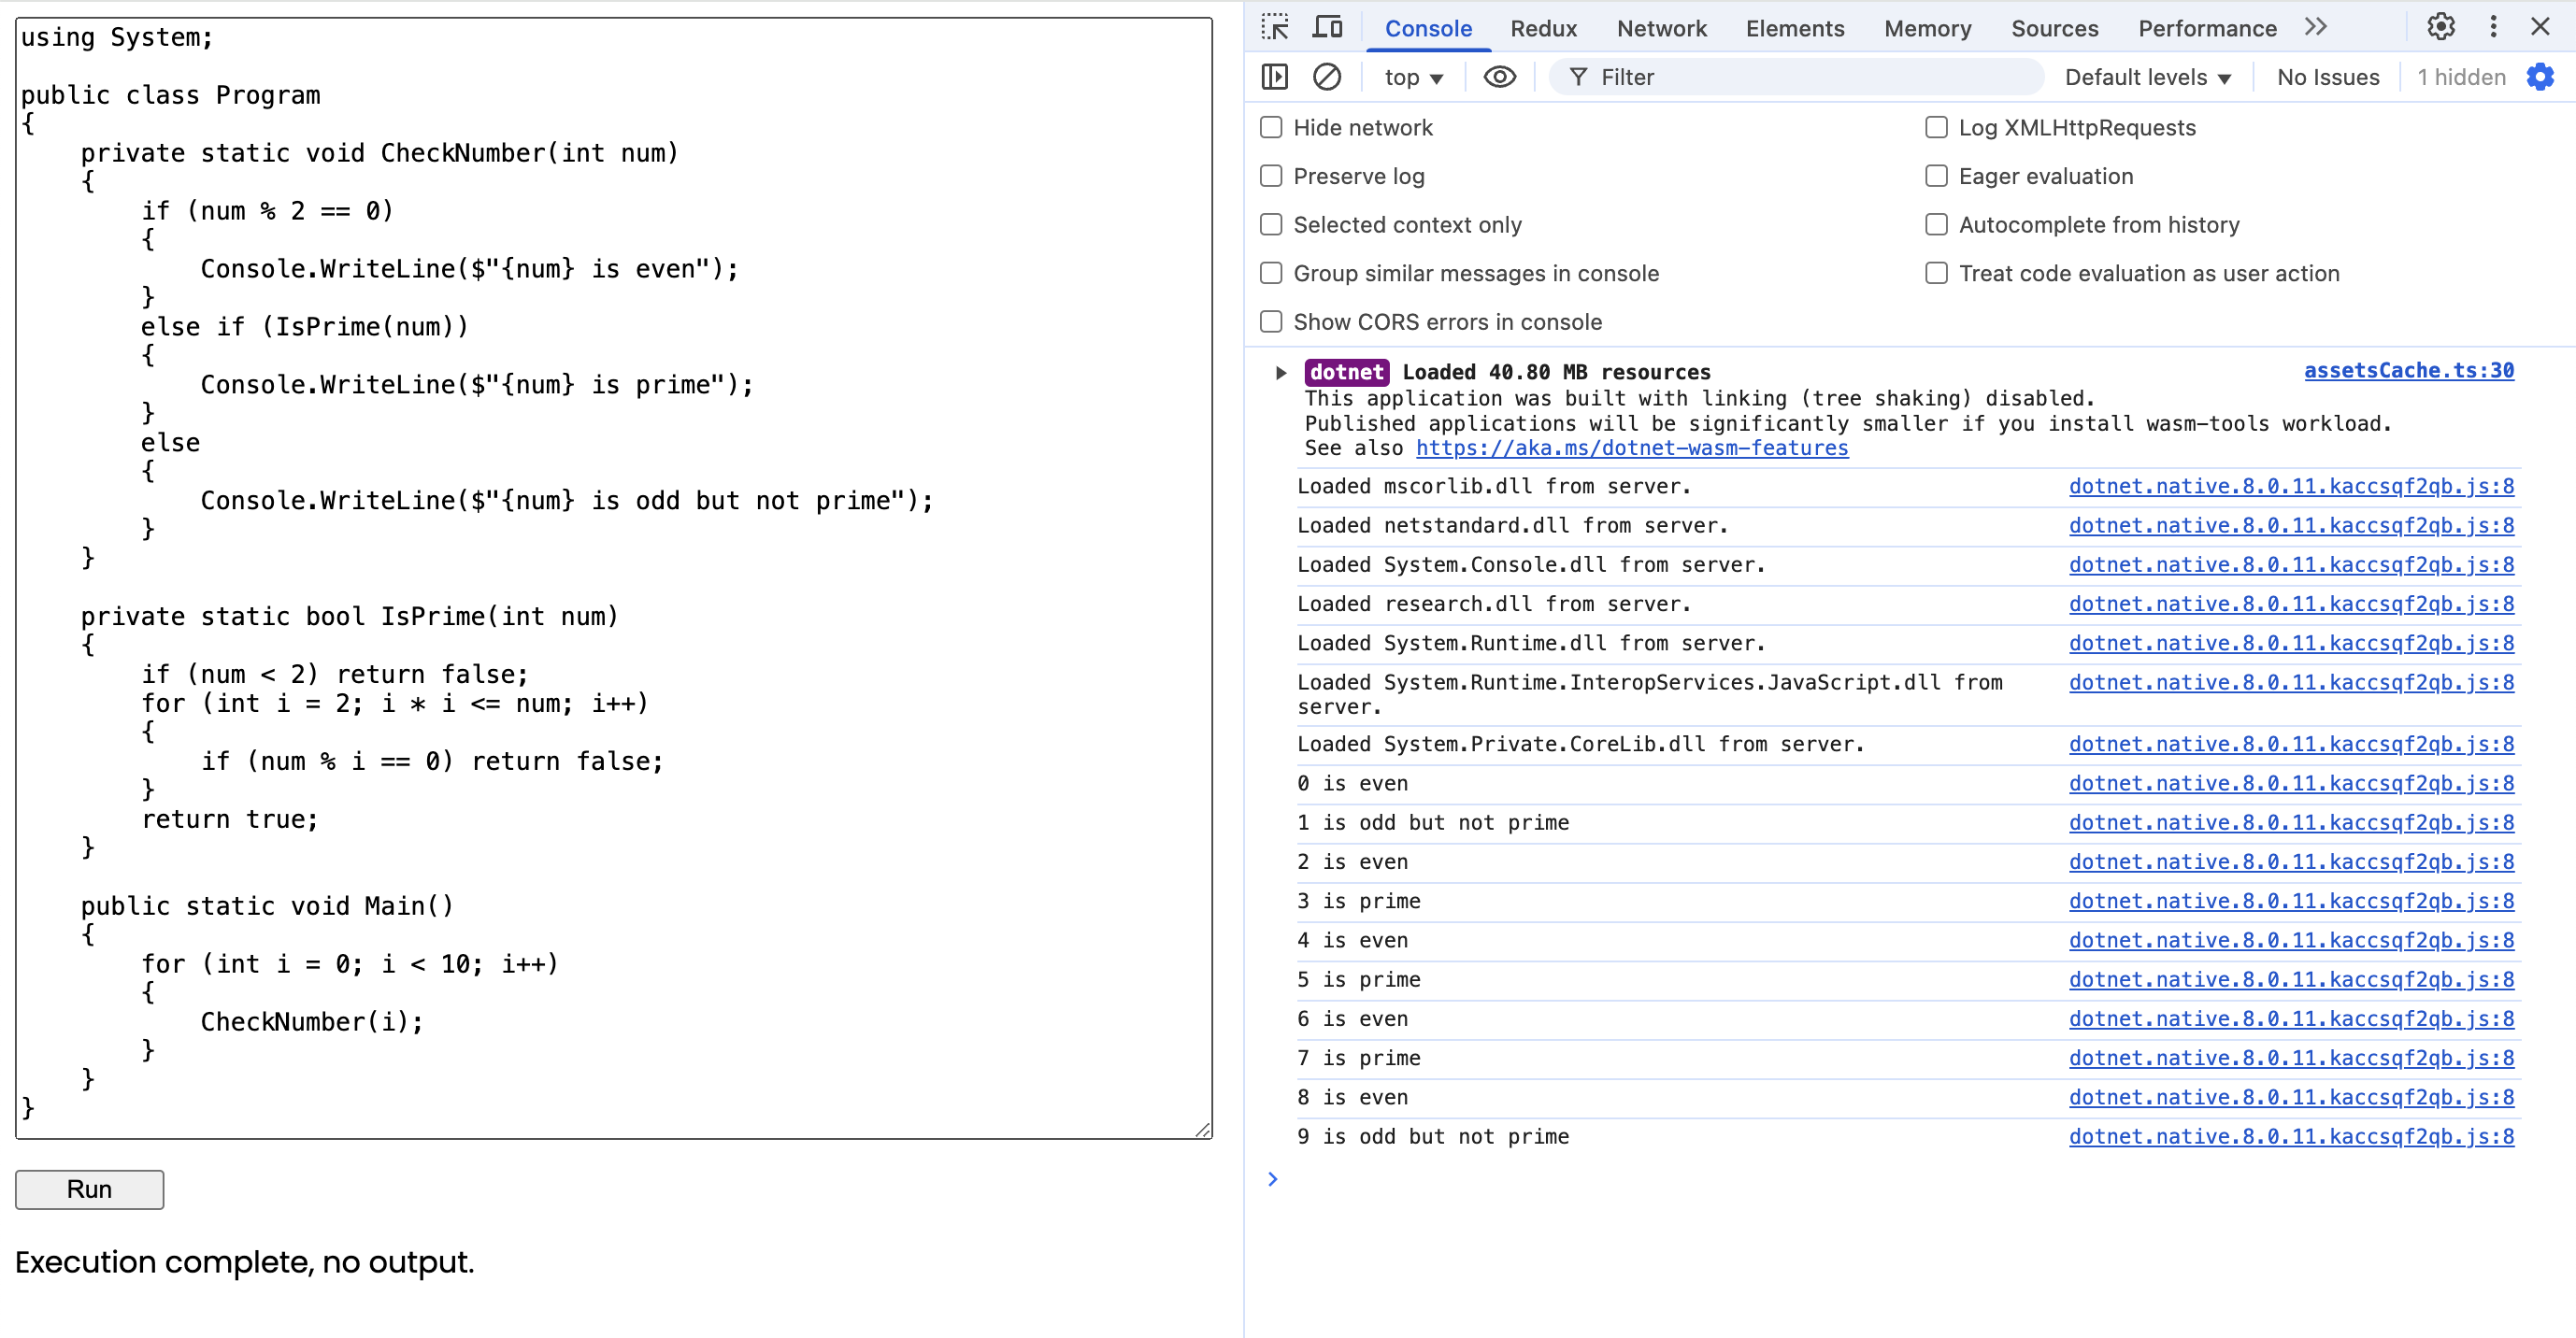 using System;
public class Program
{
    private static void CheckNumber(int num)
    {
        if (num % 2 == 0)
        {
            Console.WriteLine($"{num} is even");
        }
        else if (IsPrime(num))
        {
            Console.WriteLine($"{num} is prime");
        }
        else
        {
            Console.WriteLine($"{num} is odd but not prime");
        }
    }
    private static bool IsPrime(int num)
    {
        if (num < 2) return false;
        for (int i = 2; i * i <= num; i++)
        {
            if (num % i == 0) return false;
        }
        return true;
    }
    public static void Main()
    {
        for (int i = 0; i < 10; i++)
        {
            CheckNumber(i);
        }
    }
}
Run
Execution complete, no output.
Console Redux Network Elements Memory Sources Performance
top Filter Default levels No Issues 1 hidden
Hide network Log XMLHttpRequests
Preserve log Eager evaluation
Selected context only Autocomplete from history
Group similar messages in console Treat code evaluation as user action
Show CORS errors in console
dotnet Loaded 40.80 MB resources assetsCache.ts:30
This application was built with linking (tree shaking) disabled.
Published applications will be significantly smaller if you install wasm-tools workload.
See also https://aka.ms/dotnet-wasm-features
Loaded mscorlib.dll from server. dotnet.native.8.0.11.kaccsqf2qb.js:8
Loaded netstandard.dll from server. dotnet.native.8.0.11.kaccsqf2qb.js:8
Loaded System.Console.dll from server. dotnet.native.8.0.11.kaccsqf2qb.js:8
Loaded research.dll from server. dotnet.native.8.0.11.kaccsqf2qb.js:8
Loaded System.Runtime.dll from server. dotnet.native.8.0.11.kaccsqf2qb.js:8
Loaded System.Runtime.InteropServices.JavaScript.dll from dotnet.native.8.0.11.kaccsqf2qb.js:8
server.
Loaded System.Private.CoreLib.dll from server. dotnet.native.8.0.11.kaccsqf2qb.js:8
0 is even dotnet.native.8.0.11.kaccsqf2qb.js:8
1 is odd but not prime dotnet.native.8.0.11.kaccsqf2qb.js:8
2 is even dotnet.native.8.0.11.kaccsqf2qb.js:8
3 is prime dotnet.native.8.0.11.kaccsqf2qb.js:8
4 is even dotnet.native.8.0.11.kaccsqf2qb.js:8
5 is prime dotnet.native.8.0.11.kaccsqf2qb.js:8
6 is even dotnet.native.8.0.11.kaccsqf2qb.js:8
7 is prime dotnet.native.8.0.11.kaccsqf2qb.js:8
8 is even dotnet.native.8.0.11.kaccsqf2qb.js:8
9 is odd but not prime dotnet.native.8.0.11.kaccsqf2qb.js:8